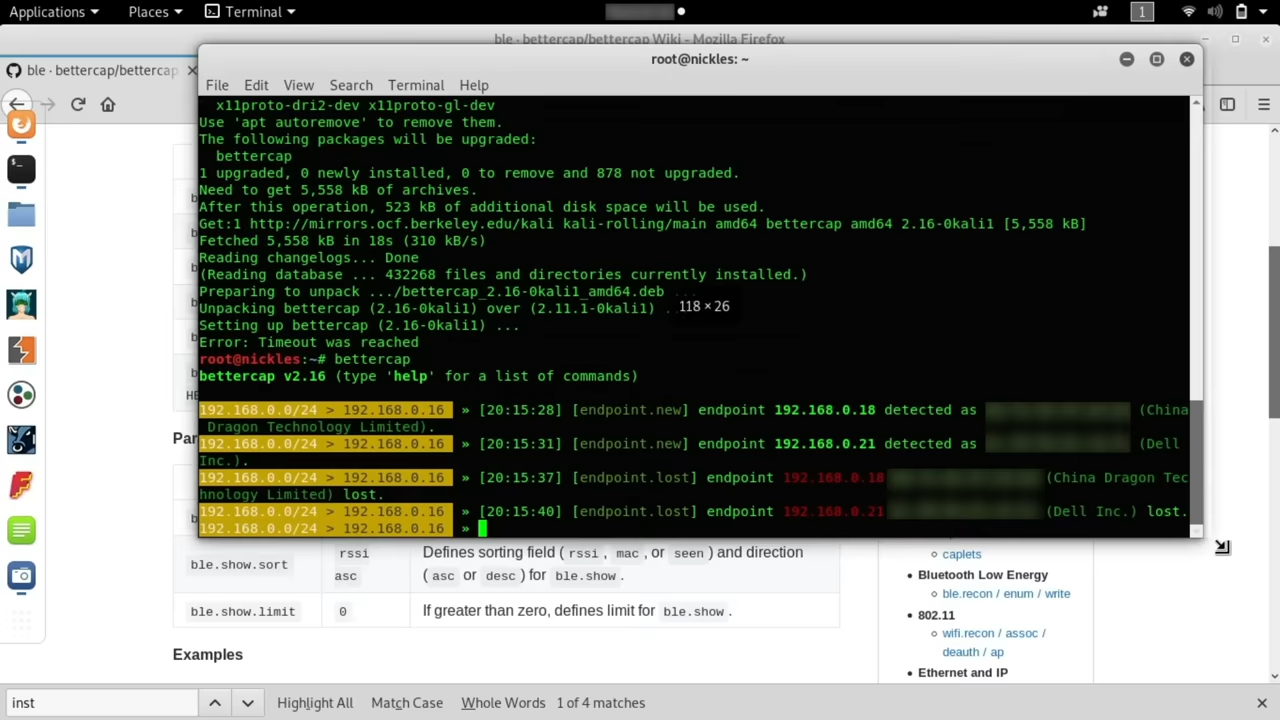 Applications Places Terminal 1
ble · bettercap/bettercap Wiki - Mozilla Firefox
ble · bettercap/bettercap
root@nickles: ~
File Edit View Search Terminal Help
x11proto-dri2-dev x11proto-gl-dev
Use 'apt autoremove' to remove them.
The following packages will be upgraded:
bettercap
1 upgraded, 0 newly installed, 0 to remove and 878 not upgraded.
Need to get 5,558 kB of archives.
After this operation, 523 kB of additional disk space will be used.
Get:1 http://mirrors.ocf.berkeley.edu/kali kali-rolling/main amd64 bettercap amd64 2.16-0kali1 [5,558 kB]
Fetched 5,558 kB in 18s (310 kB/s)
Reading changelogs... Done
(Reading database ... 432268 files and directories currently installed.)
Preparing to unpack .../bettercap_2.16-0kali1_amd64.deb ...
Unpacking bettercap (2.16-0kali1) over (2.11.1-0kali1) .
118 × 26
Setting up bettercap (2.16-0kali1) ...
Error: Timeout was reached
root@nickles:~# bettercap
bettercap v2.16 (type 'help' for a list of commands)
192.168.0.0/24 > 192.168.0.16 » [20:15:28] [endpoint.new] endpoint 192.168.0.18 detected as (China
Dragon Technology Limited).
192.168.0.0/24 > 192.168.0.16 » [20:15:31] [endpoint.new] endpoint 192.168.0.21 detected as (Dell
Inc.).
192.168.0.0/24 > 192.168.0.16 » [20:15:37] [endpoint.lost] endpoint 192.168.0.18 (China Dragon Tec
hnology Limited) lost.
192.168.0.0/24 > 192.168.0.16 » [20:15:40] [endpoint.lost] endpoint 192.168.0.21 (Dell Inc.) lost.
192.168.0.0/24 > 192.168.0.16 »
ble.show.sort rssi asc Defines sorting field ( rssi , mac, or seen ) and direction
( asc or desc ) for ble.show .
ble.show.limit 0 If greater than zero, defines limit for ble.show .
Examples
caplets
Bluetooth Low Energy
ble.recon / enum / write
802.11
wifi.recon / assoc /
deauth / ap
Ethernet and IP
inst Highlight All Match Case Whole Words 1 of 4 matches